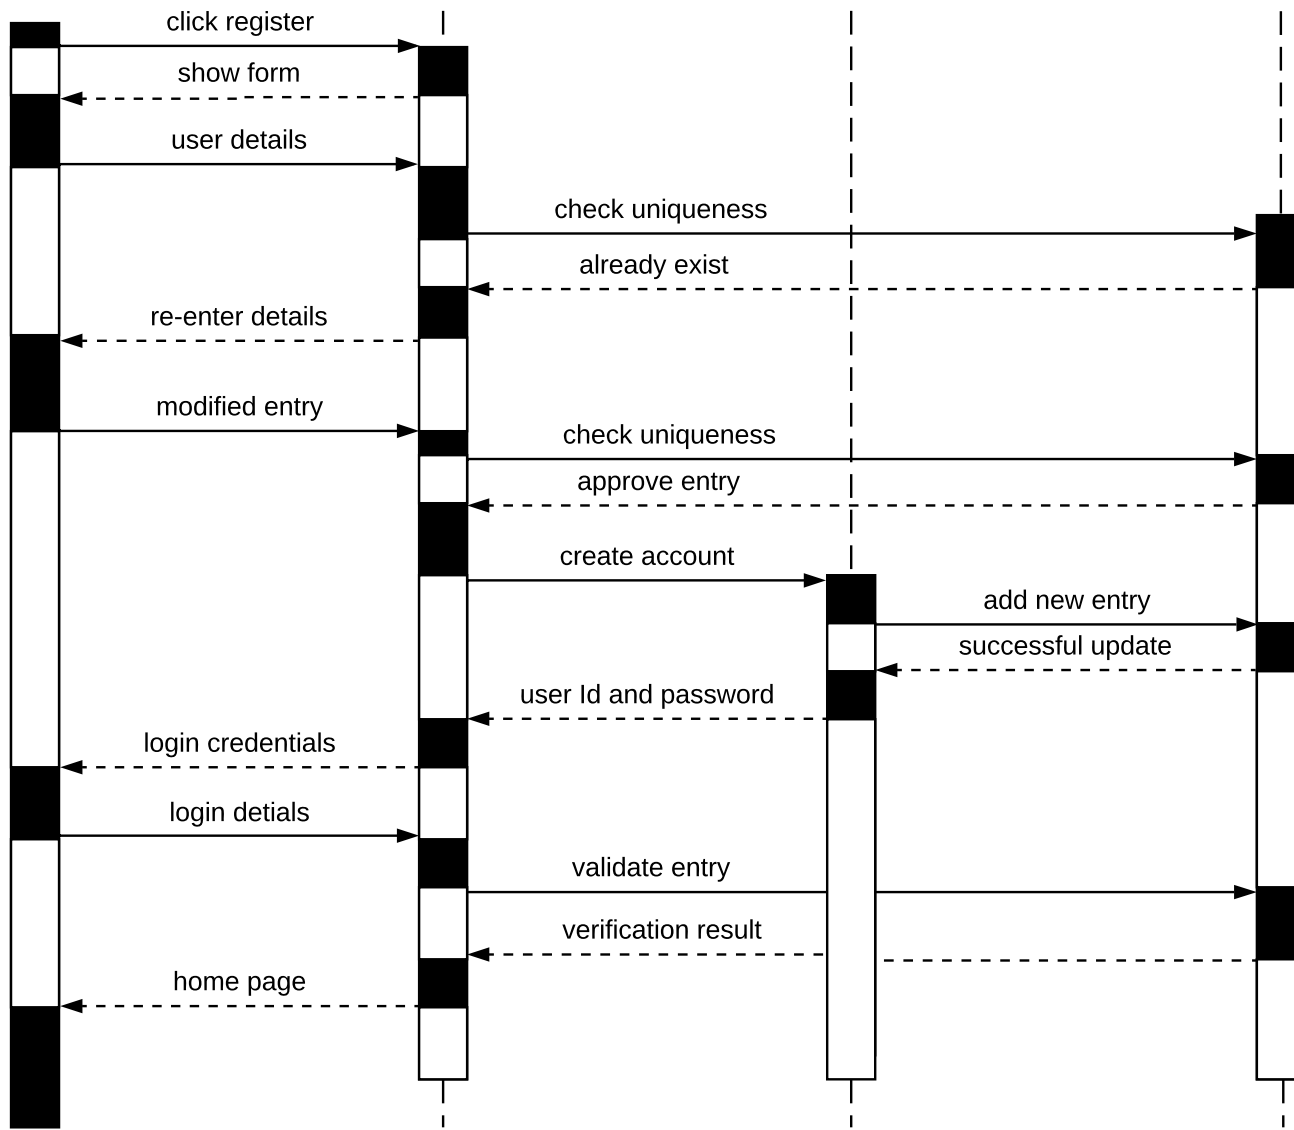 click register
show form
user details
check uniqueness
already exist
re-enter details
modified entry
check uniqueness
approve entry
create account
add new entry
successful update
user Id and password
login credentials
login detials
validate entry
verification result
home page